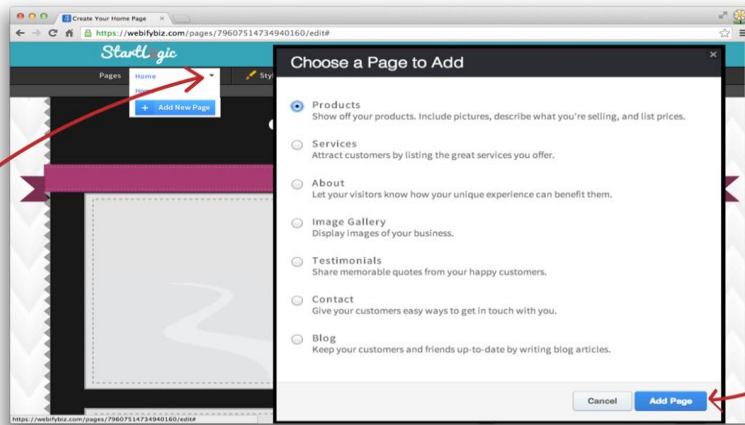 Create Your Home Page
https://webifybiz.com/pages/79607514734940160/edit#
StartLogic
Pages Home
Home
+ Add New Page
Choose a Page to Add
Products
Show off your products. Include pictures, describe what you're selling, and list prices.
Services
Attract customers by listing the great services you offer.
About
Let your visitors know how your unique experience can benefit them.
Image Gallery
Display images of your business.
Testimonials
Share memorable quotes from your happy customers.
Contact
Give your customers easy ways to get in touch with you.
Blog
Keep your customers and friends up-to-date by writing blog articles.
Cancel Add Page
https://webifybiz.com/pages/79607514734940160/edit#